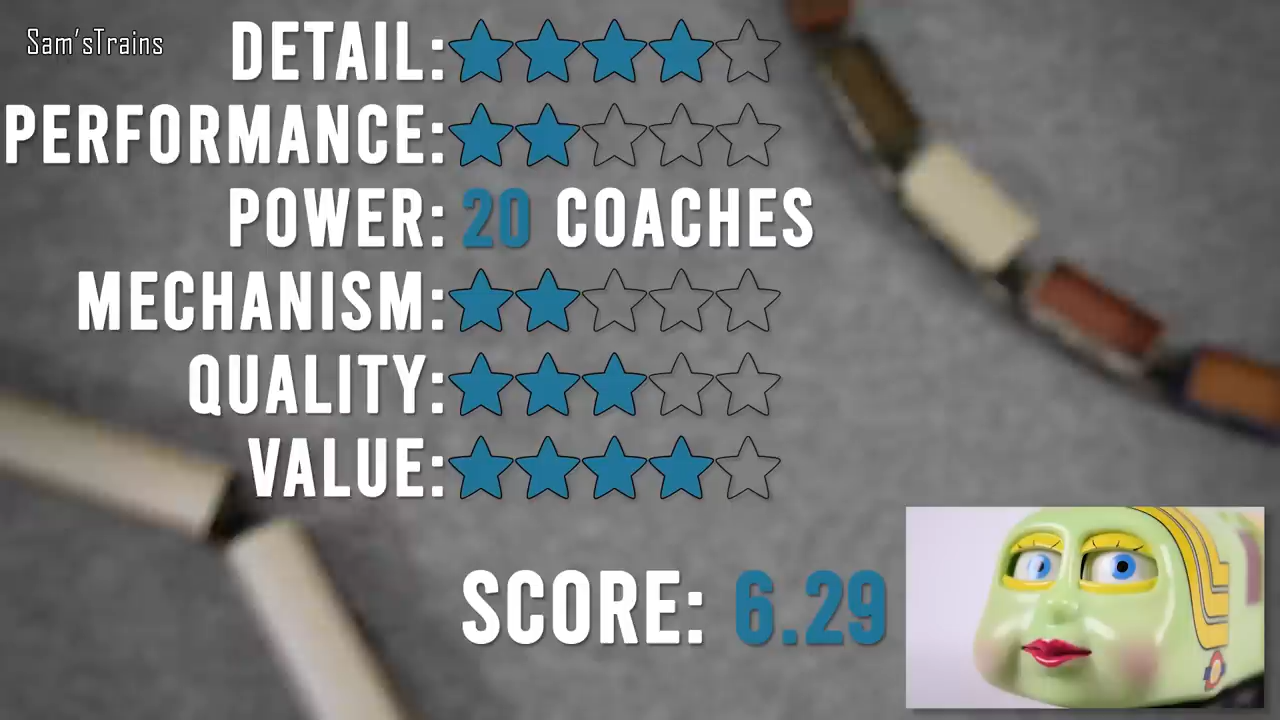 Sam'sTrains
DETAIL:
PERFORMANCE:
POWER: 20 COACHES
MECHANISM:
QUALITY:
VALUE:
SCORE: 6.29